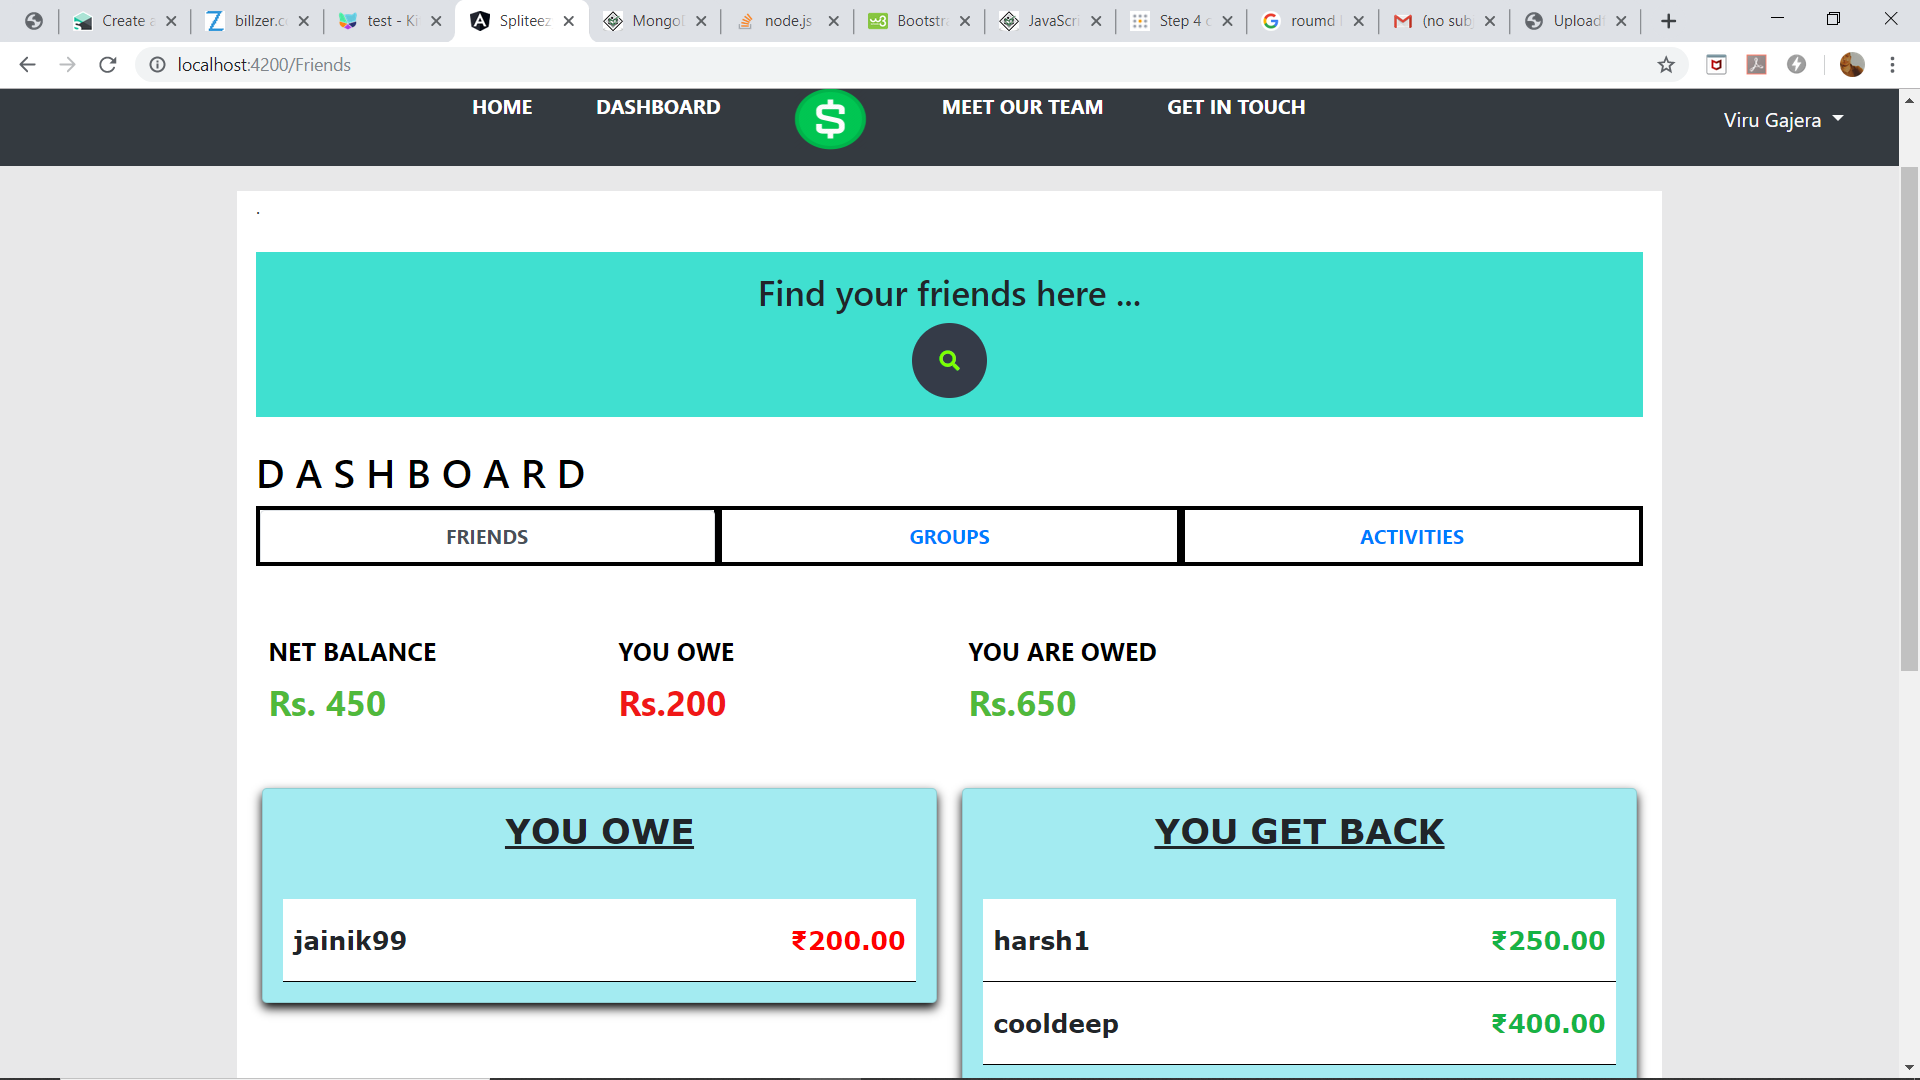 Create a
billzer.c
test - Ki
Spliteez
Mongo
node.js
Bootstra
JavaScri
Step 4 c
roumd
(no sub
Upload
localhost:4200/Friends
HOME
DASHBOARD
$
MEET OUR TEAM
GET IN TOUCH
Viru Gajera
.
Find your friends here ...
DASHBOARD
FRIENDS
GROUPS
ACTIVITIES
NET BALANCE
YOU OWE
YOU ARE OWED
Rs. 450
Rs.200
Rs.650
YOU OWE
jainik99
₹200.00
YOU GET BACK
harsh1
₹250.00
cooldeep
₹400.00